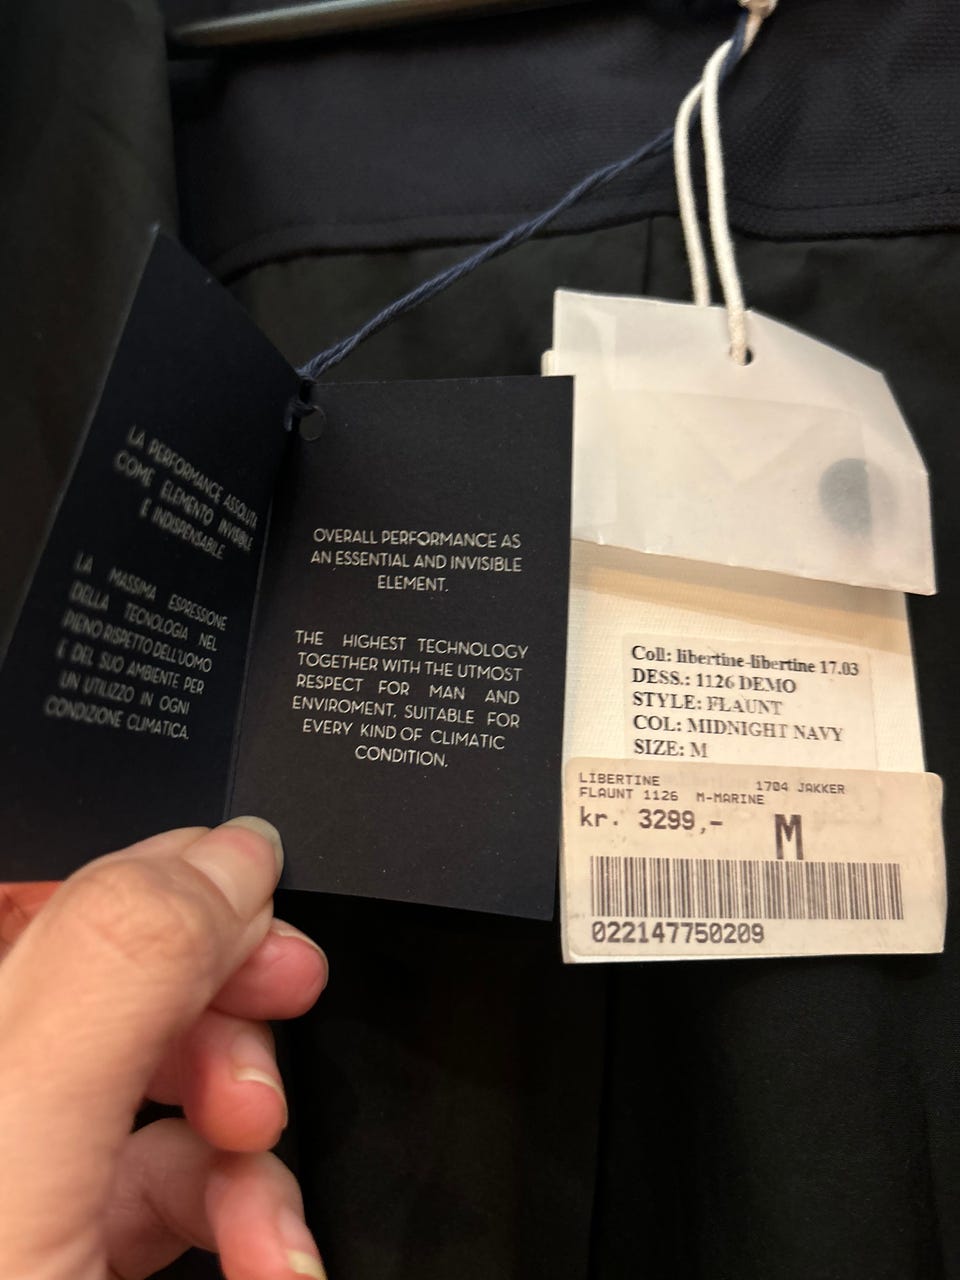 LA PERFORMANCE ASSOLUTA
COME ELEMENTO INVISIBILE
E INDISPENSABILE.
LA MASSIMA ESPRESSIONE
DELLA TECNOLOGIA NEL
PIENO RISPETTO DELL'UOMO
E DEL SUO AMBIENTE PER
UN UTILIZZO IN OGNI
CONDIZIONE CLIMATICA.
OVERALL PERFORMANCE AS
AN ESSENTIAL AND INVISIBLE
ELEMENT.
THE HIGHEST TECHNOLOGY
TOGETHER WITH THE UTMOST
RESPECT FOR MAN AND
ENVIROMENT, SUITABLE FOR
EVERY KIND OF CLIMATIC
CONDITION.
Coll: libertine-libertine 17.03
DESS.: 1126 DEMO
STYLE: FLAUNT
COL: MIDNIGHT NAVY
SIZE: M
LIBERTINE 1704 JAKKER
FLAUNT 1126 M-MARINE
kr. 3299,- M
022147750209